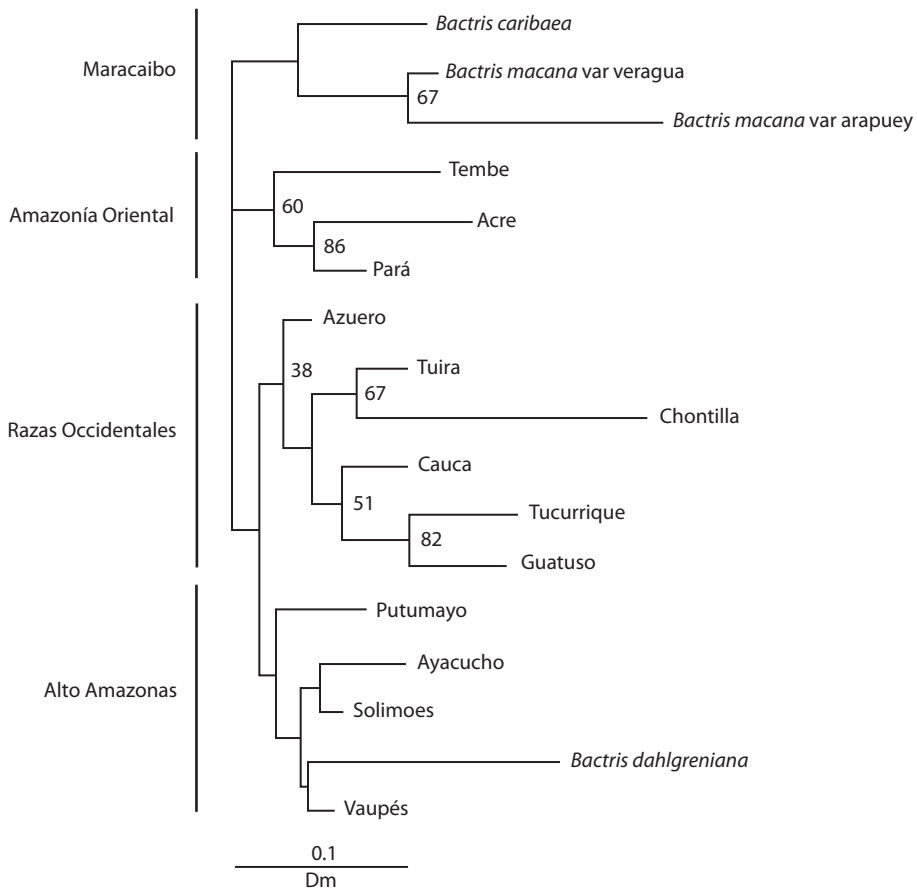 Maracaibo
Bactris caribaea
Bactris macana var veragua
67
Bactris macana var arapuey
Amazonía Oriental
Tembe
60
Acre
86
Pará
Razas Occidentales
Azuero
38
Tuira
67
Chontilla
Cauca
51
Tucurrique
82
Guatuso
Alto Amazonas
Putumayo
Ayacucho
Solimoes
Bactris dahlgreniana
Vaupés
0.1
Dm